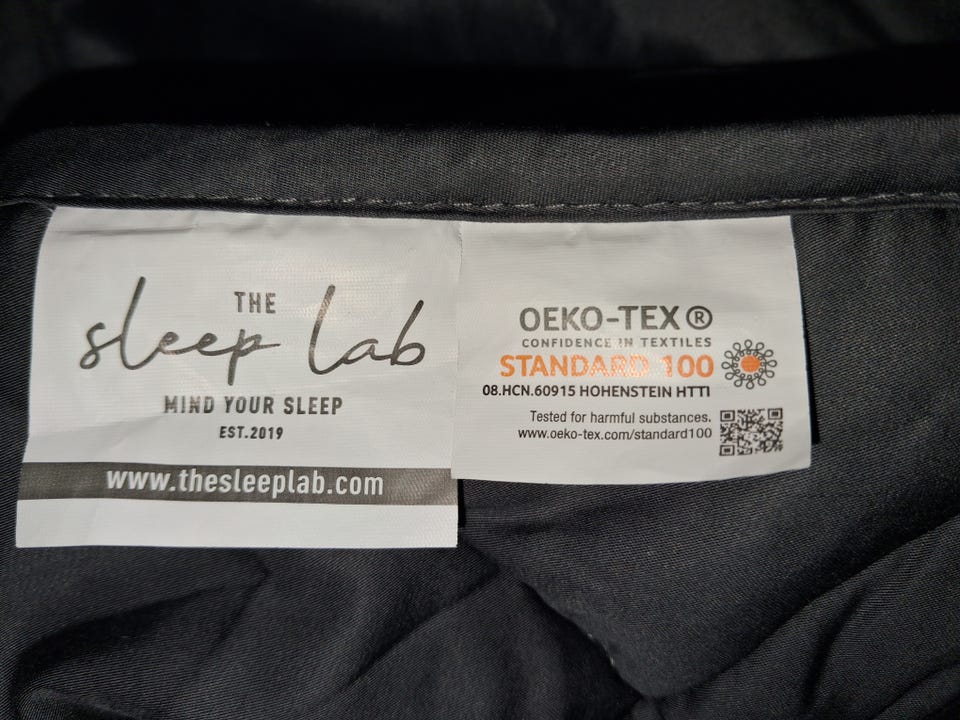 THE
sleep lab
MIND YOUR SLEEP
EST.2019
www.thesleeplab.com
OEKO-TEX®
CONFIDENCE IN TEXTILES
STANDARD 100
08.HCN.60915 HOHENSTEIN HTTI
Tested for harmful substances.
www.oeko-tex.com/standard100